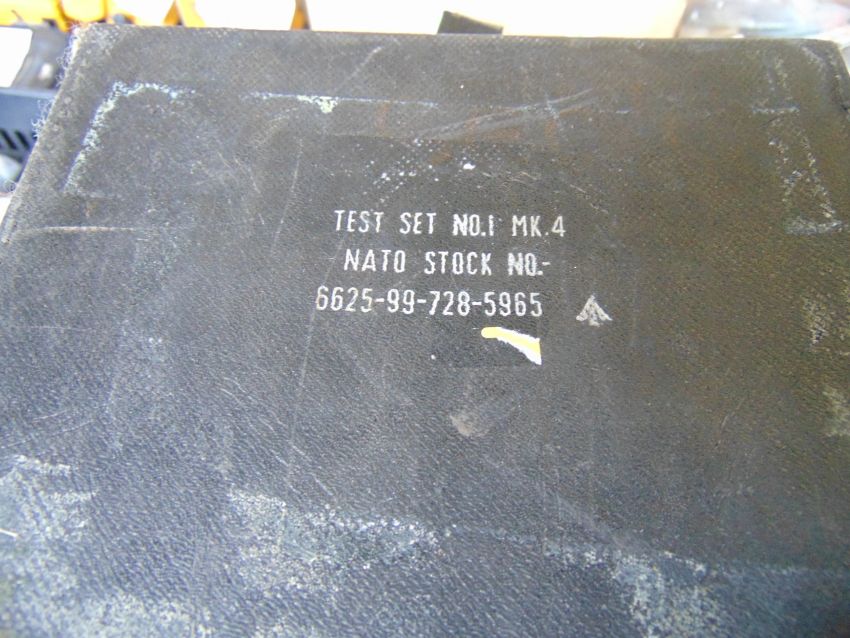 TEST SET NO.1 MK.4
NATO STOCK NO.-
6625-99-728-5965